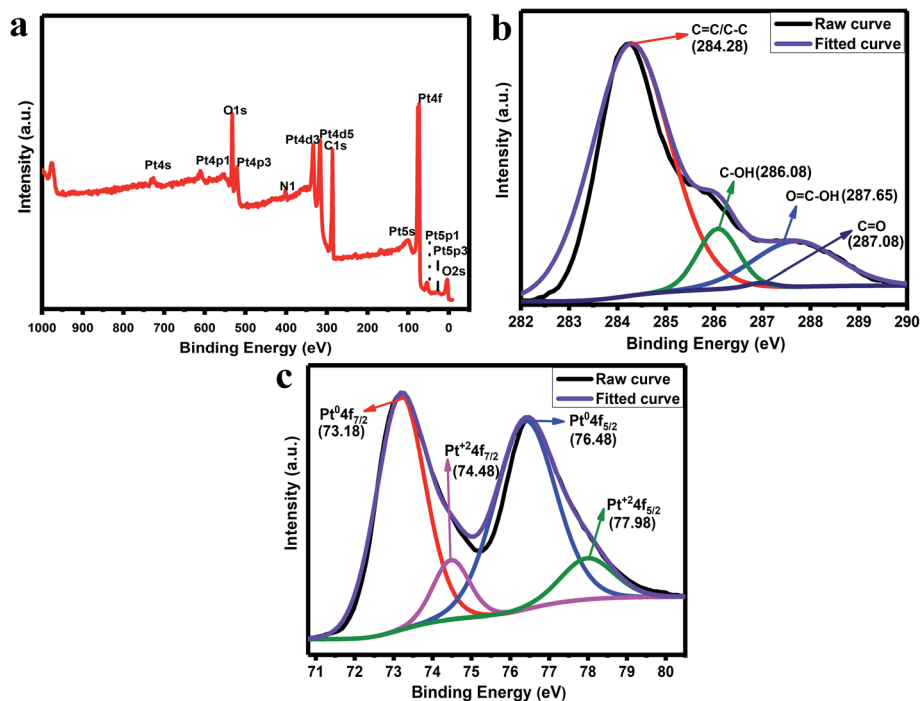 a
Intensity (a.u.)
Pt4s
Pt4p1
O1s
Pt4p3
N1
Pt4d3
Pt4d5
C1s
Pt5s
Pt4f
Pt5p1
Pt5p3
O2s
1000 900 800 700 600 500 400 300 200 100 0
Binding Energy (eV)
b
Intensity (a.u.)
C=C/C-C
(284.28)
Raw curve
Fitted curve
C-OH(286.08)
O=C-OH(287.65)
C=O
(287.08)
282 283 284 285 286 287 288 289 290
Binding Energy (eV)
c
Intensity (a.u.)
Raw curve
Fitted curve
Pt⁰4f₇/₂
(73.18)
Pt⁺²4f₇/₂
(74.48)
Pt⁰4f₅/₂
(76.48)
Pt⁺²4f₅/₂
(77.98)
71 72 73 74 75 76 77 78 79 80
Binding Energy (eV)